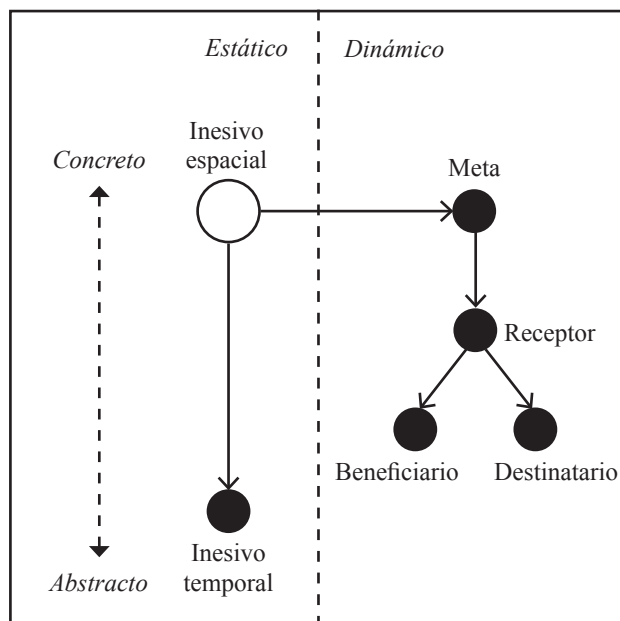 Estático
Dinámico
Inesivo
espacial
Concreto
Meta
Receptor
Beneficiario
Destinatario
Inesivo
temporal
Abstracto